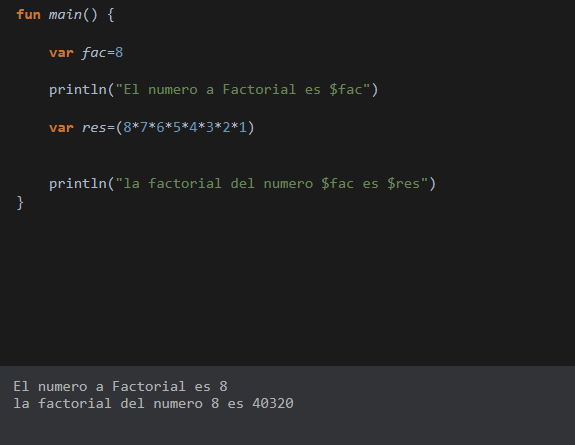 fun main() {
var fac=8
println("El numero a Factorial es $fac")
var res=(8*7*6*5*4*3*2*1)
println("la factorial del numero $fac es $res")
}
El numero a Factorial es 8
la factorial del numero 8 es 40320